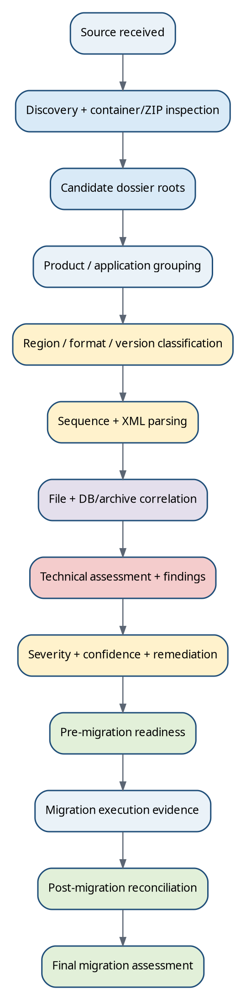 Source received
Discovery + container/ZIP inspection
Candidate dossier roots
Product / application grouping
Region / format / version classification
Sequence + XML parsing
File + DB/archive correlation
Technical assessment + findings
Severity + confidence + remediation
Pre-migration readiness
Migration execution evidence
Post-migration reconciliation
Final migration assessment